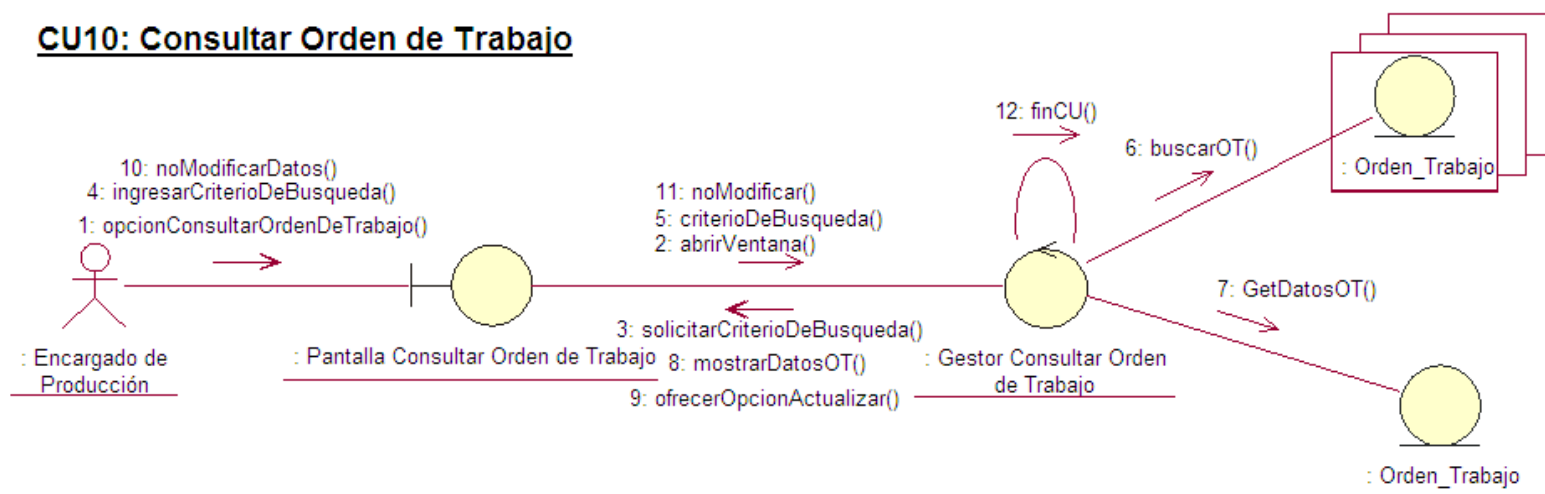 CU10: Consultar Orden de Trabajo
12: finCU()
6: buscarOT()
: Orden_Trabajo
10: noModificarDatos()
4: ingresarCriterioDeBusqueda()
1: opcionConsultarOrdenDeTrabajo()
11: noModificar()
5: criterioDeBusqueda()
2: abrirVentana()
7: GetDatosOT()
3: solicitarCriterioDeBusqueda()
8: mostrarDatosOT()
9: ofrecerOpcionActualizar()
: Encargado de
Producción
: Pantalla Consultar Orden de Trabajo
: Gestor Consultar Orden
de Trabajo
: Orden_Trabajo